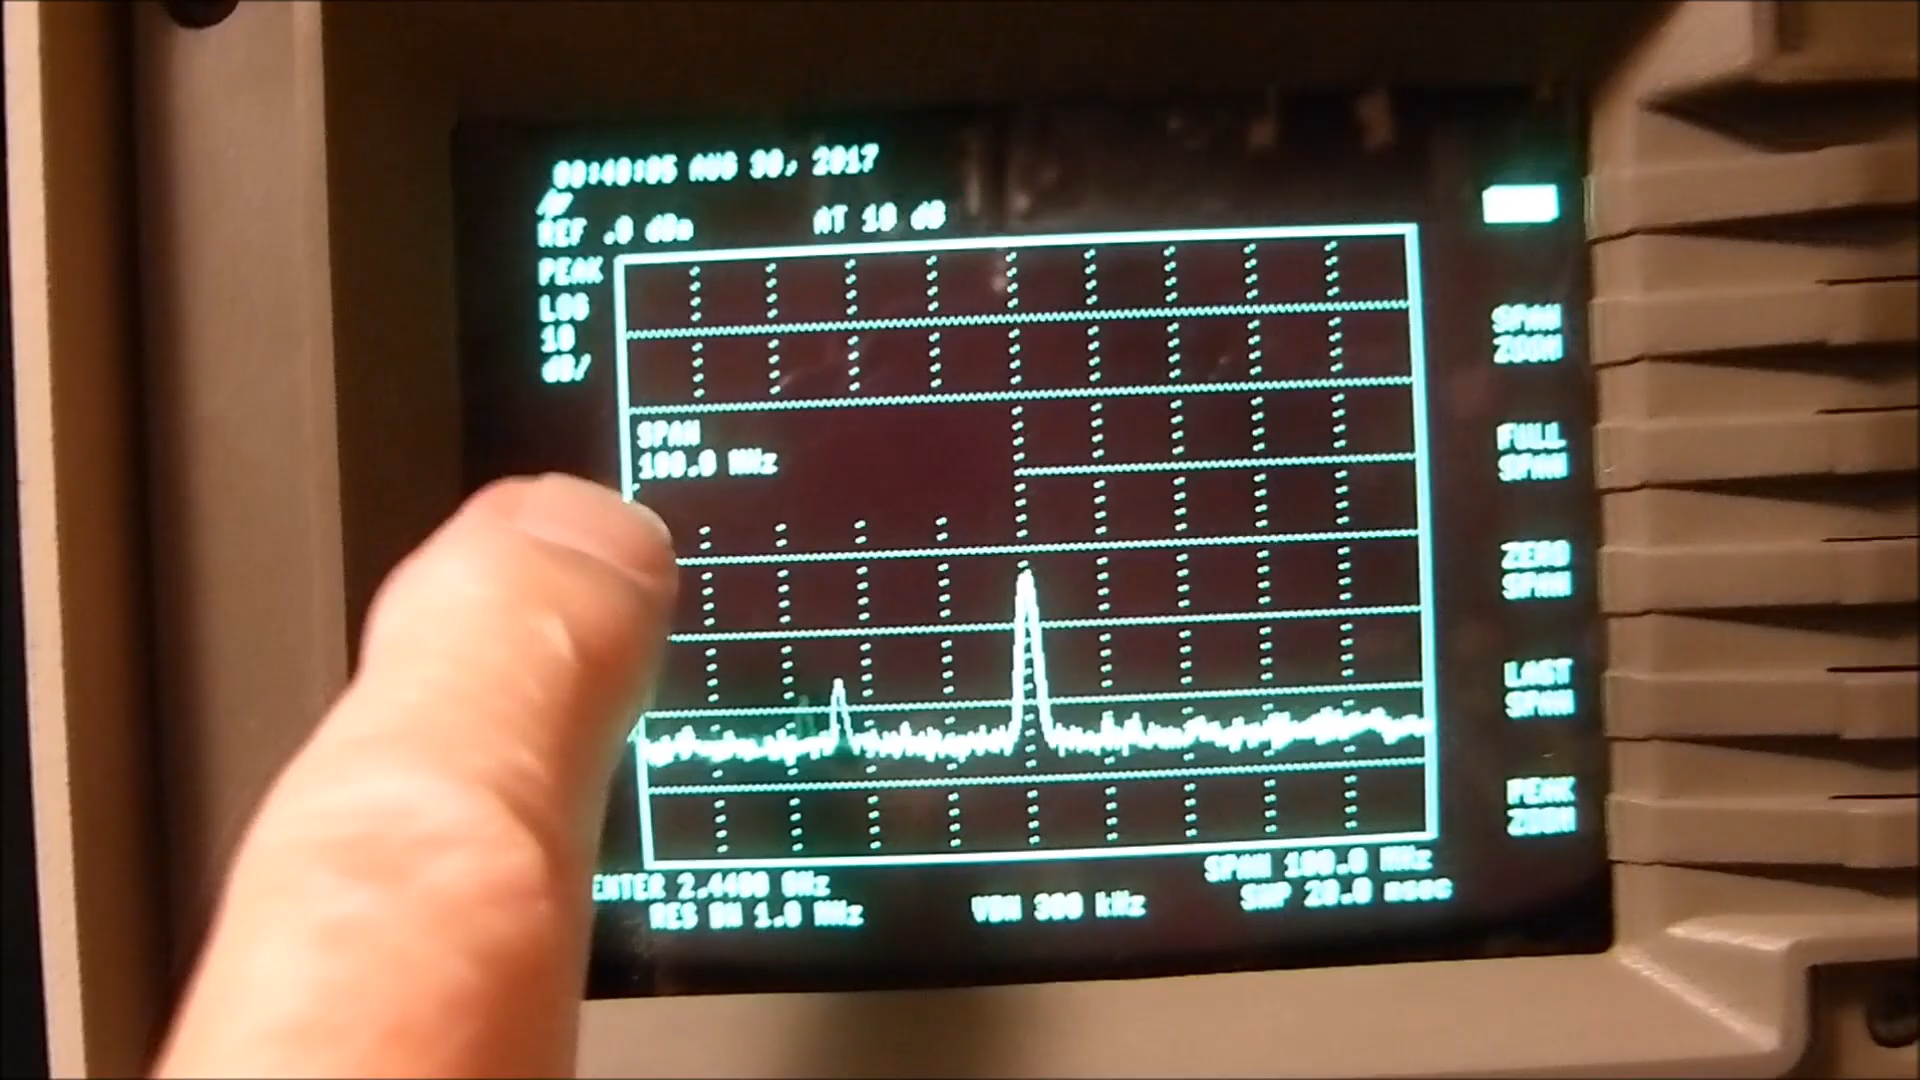 00:40:05 AUG 30, 2017
REF .0 dBm AT 10 dB
PEAK
LOG
10
dB/
SPAN
100.0 MHz
SPAN
ZOOM
FULL
SPAN
ZERO
SPAN
LAST
SPAN
PEAK
ZOOM
ENTER 2.4400 GHz SPAN 100.0 MHz
RES BW 1.0 MHz VBW 300 kHz SWP 20.0 msec